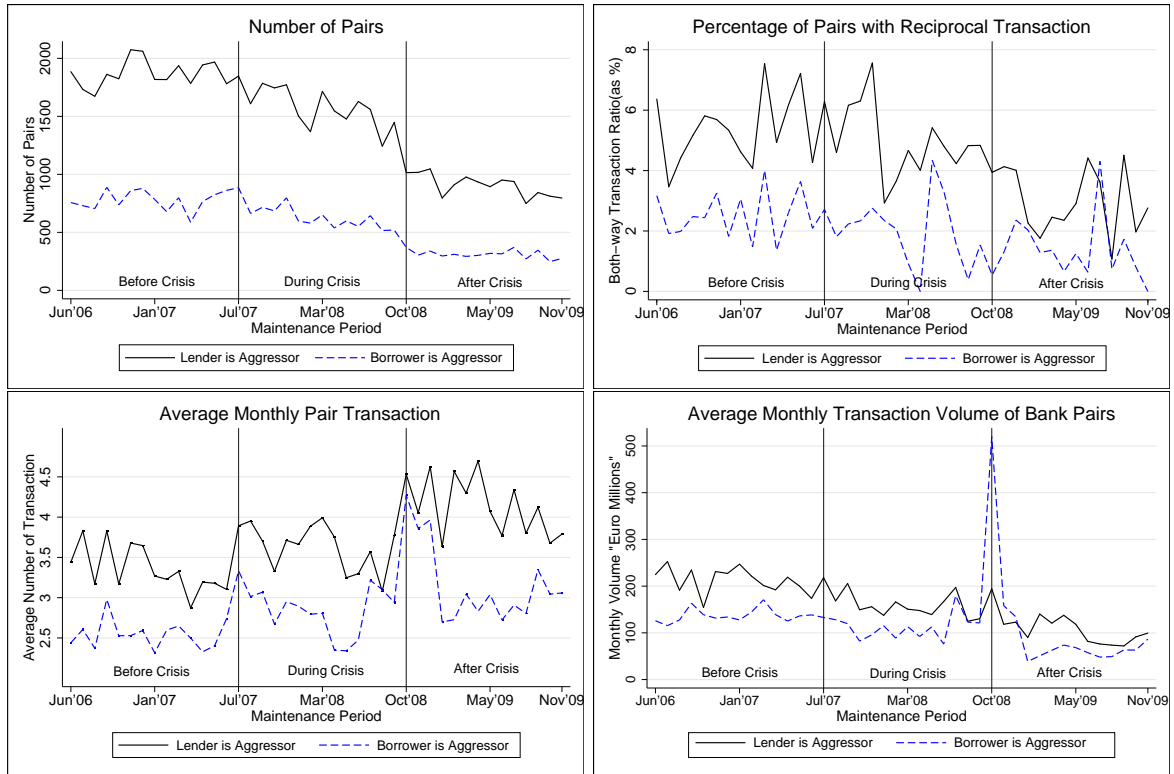 Number of Pairs
Number of Pairs
2000
1500
1000
500
0
Before Crisis
During Crisis
After Crisis
Jun'06
Jan'07
Jul'07
Mar'08
Oct'08
May'09
Nov'09
Maintenance Period
Lender is Aggressor
Borrower is Aggressor
Percentage of Pairs with Reciprocal Transaction
Both−way Transaction Ratio(as %)
8
6
4
2
0
Before Crisis
During Crisis
After Crisis
Jun'06
Jan'07
Jul'07
Mar'08
Oct'08
May'09
Nov'09
Maintenance Period
Lender is Aggressor
Borrower is Aggressor
Average Monthly Pair Transaction
Average Number of Transaction
4.5
4
3.5
3
2.5
Before Crisis
During Crisis
After Crisis
Jun'06
Jan'07
Jul'07
Mar'08
Oct'08
May'09
Nov'09
Maintenance Period
Lender is Aggressor
Borrower is Aggressor
Average Monthly Transaction Volume of Bank Pairs
Monthly Volume "Euro Millions"
500
400
300
200
100
0
Before Crisis
During Crisis
After Crisis
Jun'06
Jan'07
Jul'07
Mar'08
Oct'08
May'09
Nov'09
Maintenance Period
Lender is Aggressor
Borrower is Aggressor